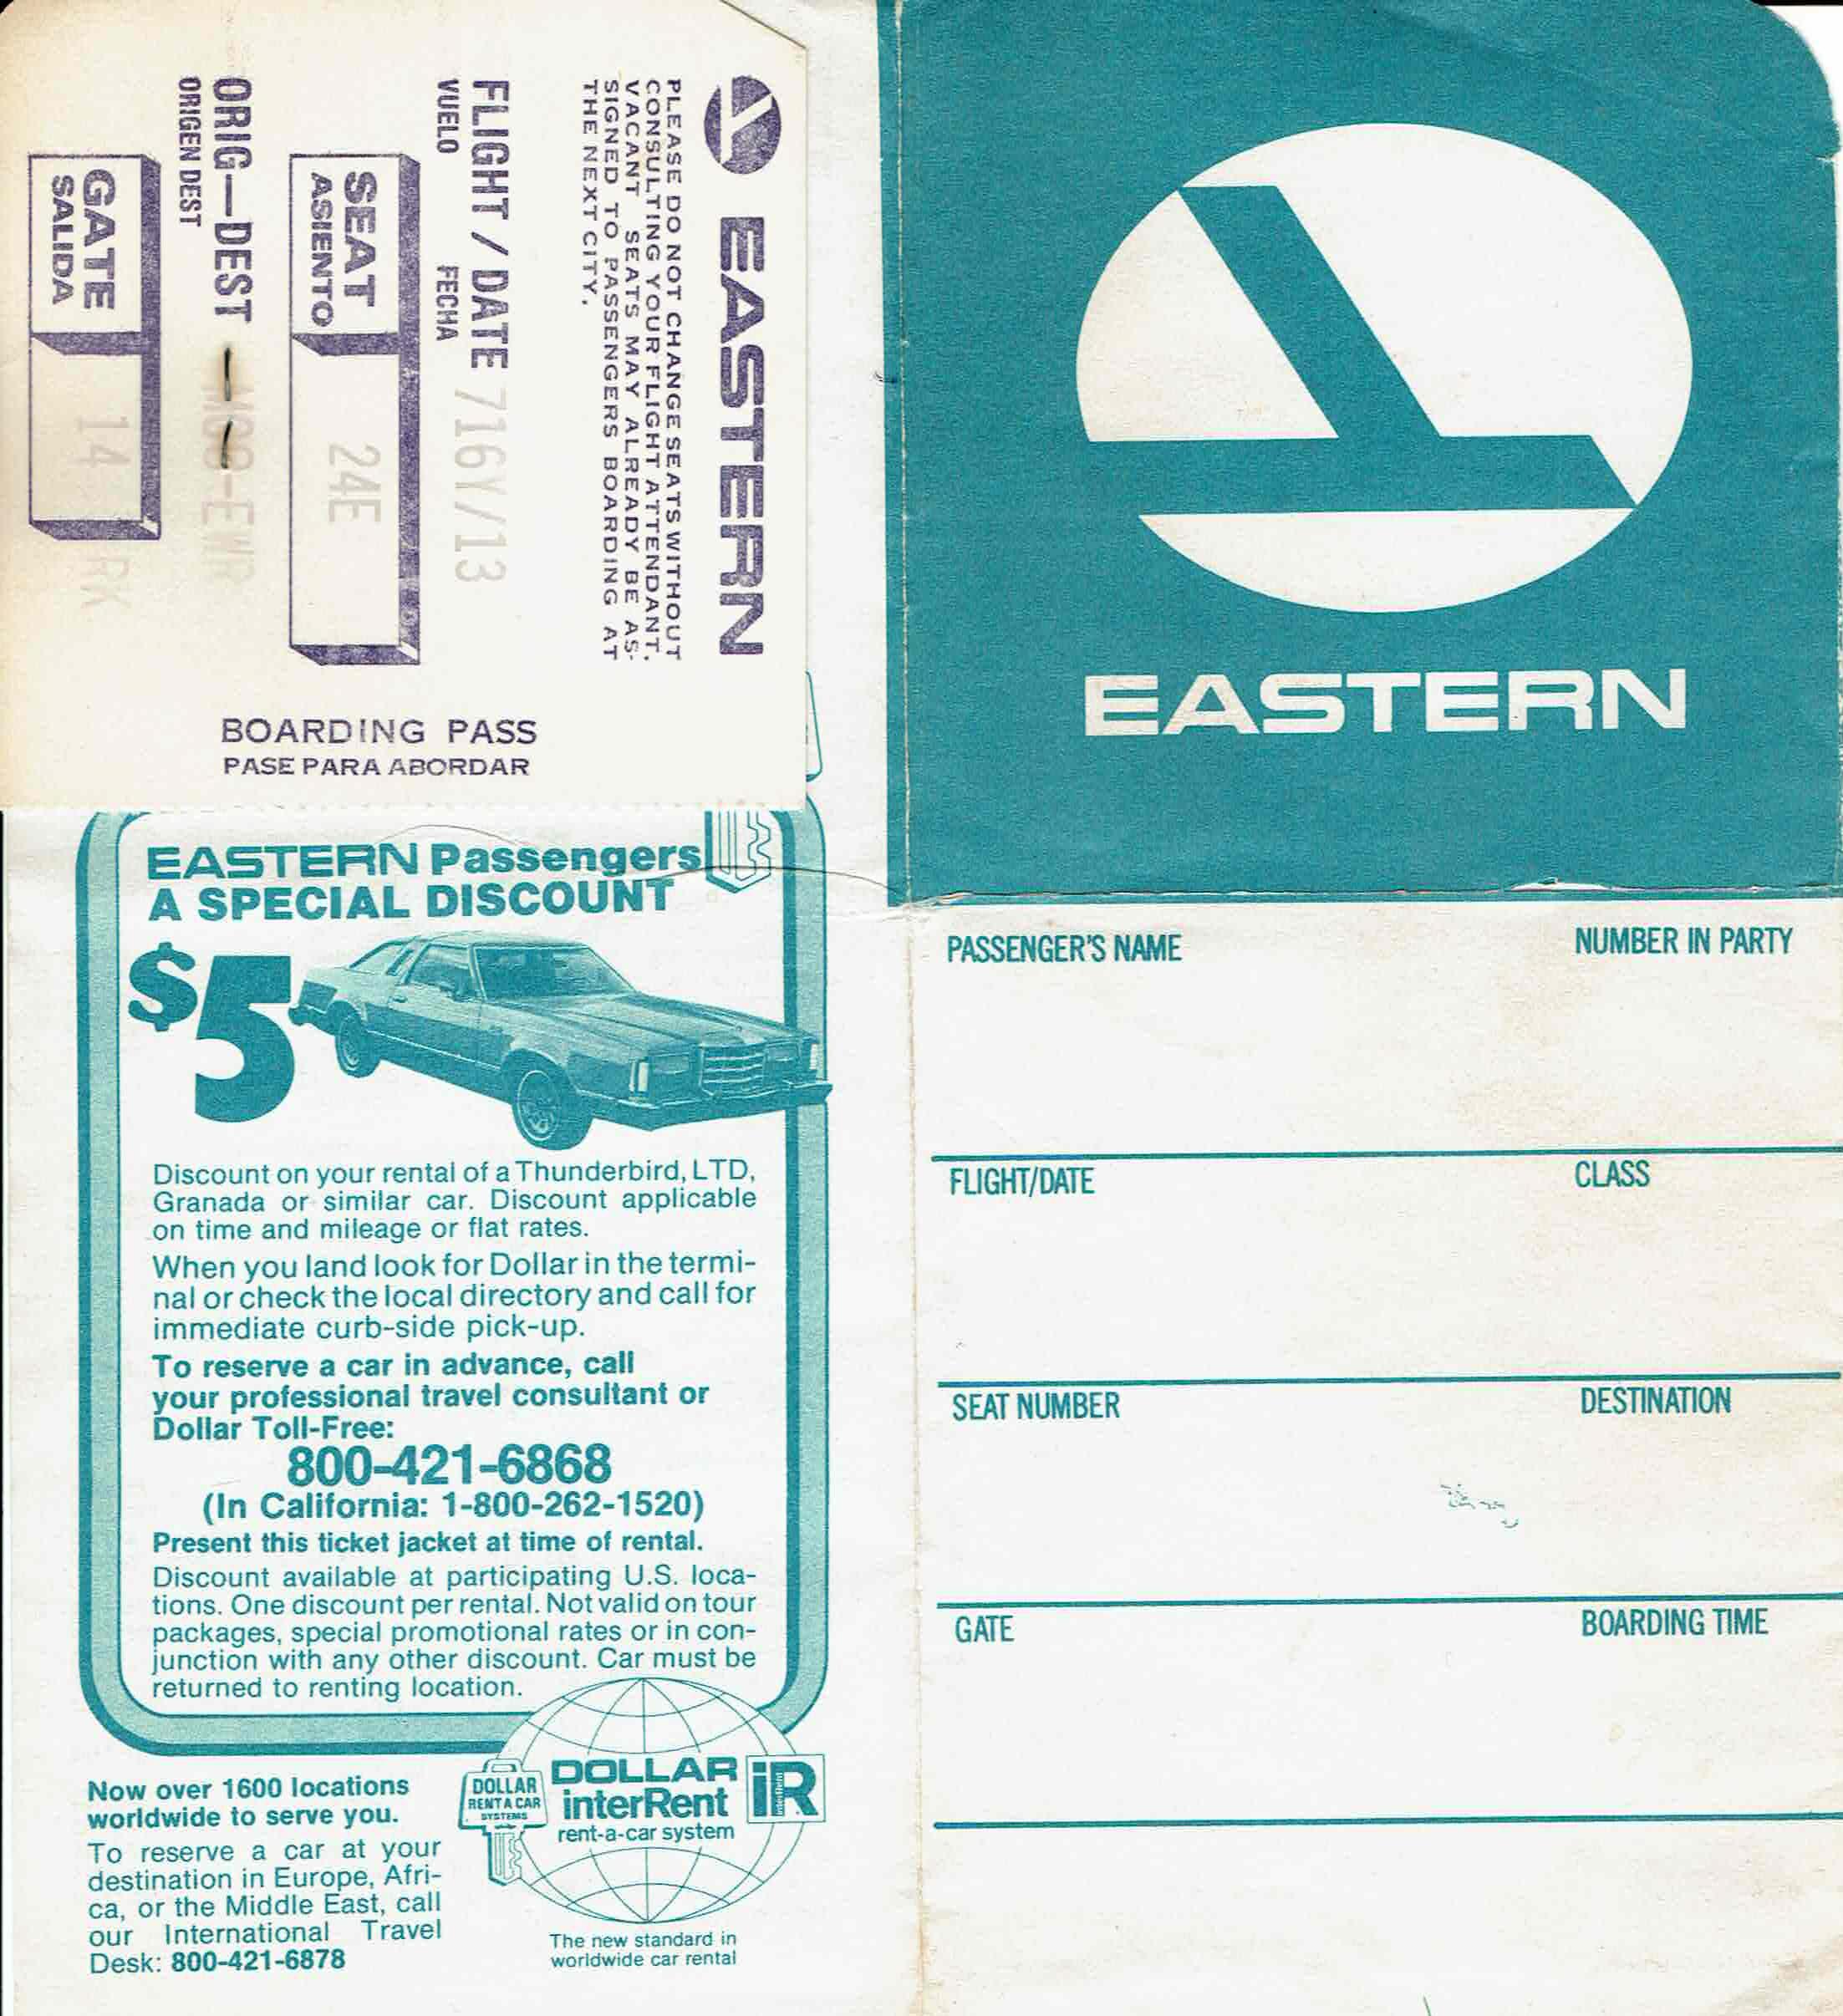 EASTERN
PLEASE DO NOT CHANGE SEATS WITHOUT
CONSULTING YOUR FLIGHT ATTENDANT.
VACANT SEATS MAY ALREADY BE AS-
SIGNED TO PASSENGERS BOARDING AT
THE NEXT CITY.
FLIGHT / DATE 716Y/13
VUELO FECHA
SEAT 24E
ASIENTO
ORIG—DEST MCO-EWR
ORIGEN DEST
GATE 14
SALIDA
BOARDING PASS
PASE PARA ABORDAR
EASTERN
EASTERN Passengers
A SPECIAL DISCOUNT
$5
Discount on your rental of a Thunderbird, LTD,
Granada or similar car. Discount applicable
on time and mileage or flat rates.
When you land look for Dollar in the termi-
nal or check the local directory and call for
immediate curb-side pick-up.
To reserve a car in advance, call
your professional travel consultant or
Dollar Toll-Free:
800-421-6868
(In California: 1-800-262-1520)
Present this ticket jacket at time of rental.
Discount available at participating U.S. loca-
tions. One discount per rental. Not valid on tour
packages, special promotional rates or in con-
junction with any other discount. Car must be
returned to renting location.
Now over 1600 locations
worldwide to serve you.
To reserve a car at your
destination in Europe, Afri-
ca, or the Middle East, call
our International Travel
Desk: 800-421-6878
DOLLAR
RENT A CAR
SYSTEMS
DOLLAR
interRent
rent-a-car system
iR
The new standard in
worldwide car rental
PASSENGER'S NAME NUMBER IN PARTY
FLIGHT/DATE CLASS
SEAT NUMBER DESTINATION
GATE BOARDING TIME